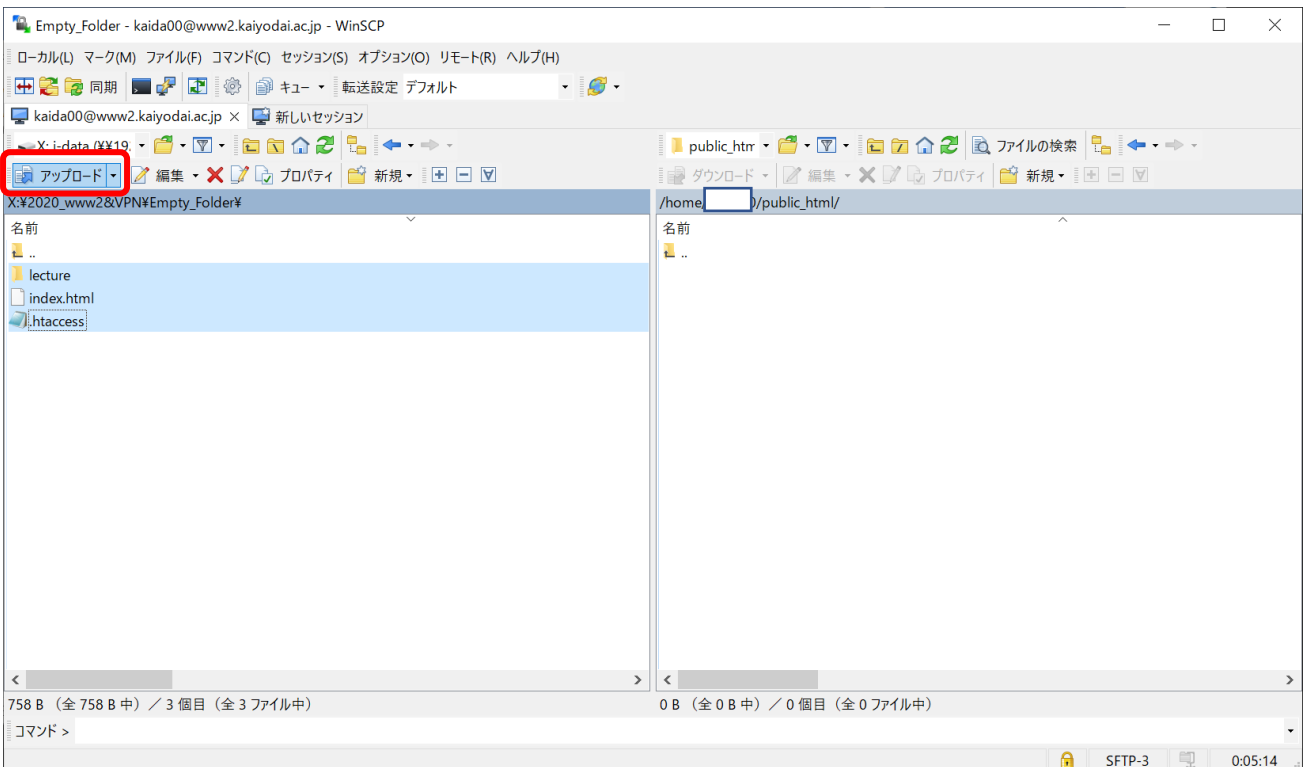 Empty_Folder - kaida00@www2.kaiyodai.ac.jp - WinSCP
ローカル(L) マーク(M) ファイル(F) コマンド(C) セッション(S) オプション(O) リモート(R) ヘルプ(H)
同期 キュー 転送設定 デフォルト
kaida00@www2.kaiyodai.ac.jp × 新しいセッション
X: i-data (¥¥19. public_htm ファイルの検索
アップロード 編集 プロパティ 新規 ダウンロード 編集 プロパティ 新規
X:¥2020_www2&VPN¥Empty_Folder¥ /home/ /public_html/
名前 名前
.. ..
lecture
index.html
.htaccess
758 B (全 758 B 中) / 3 個目 (全 3 ファイル中) 0 B (全 0 B 中) / 0 個目 (全 0 ファイル中)
コマンド >
SFTP-3 0:05:14